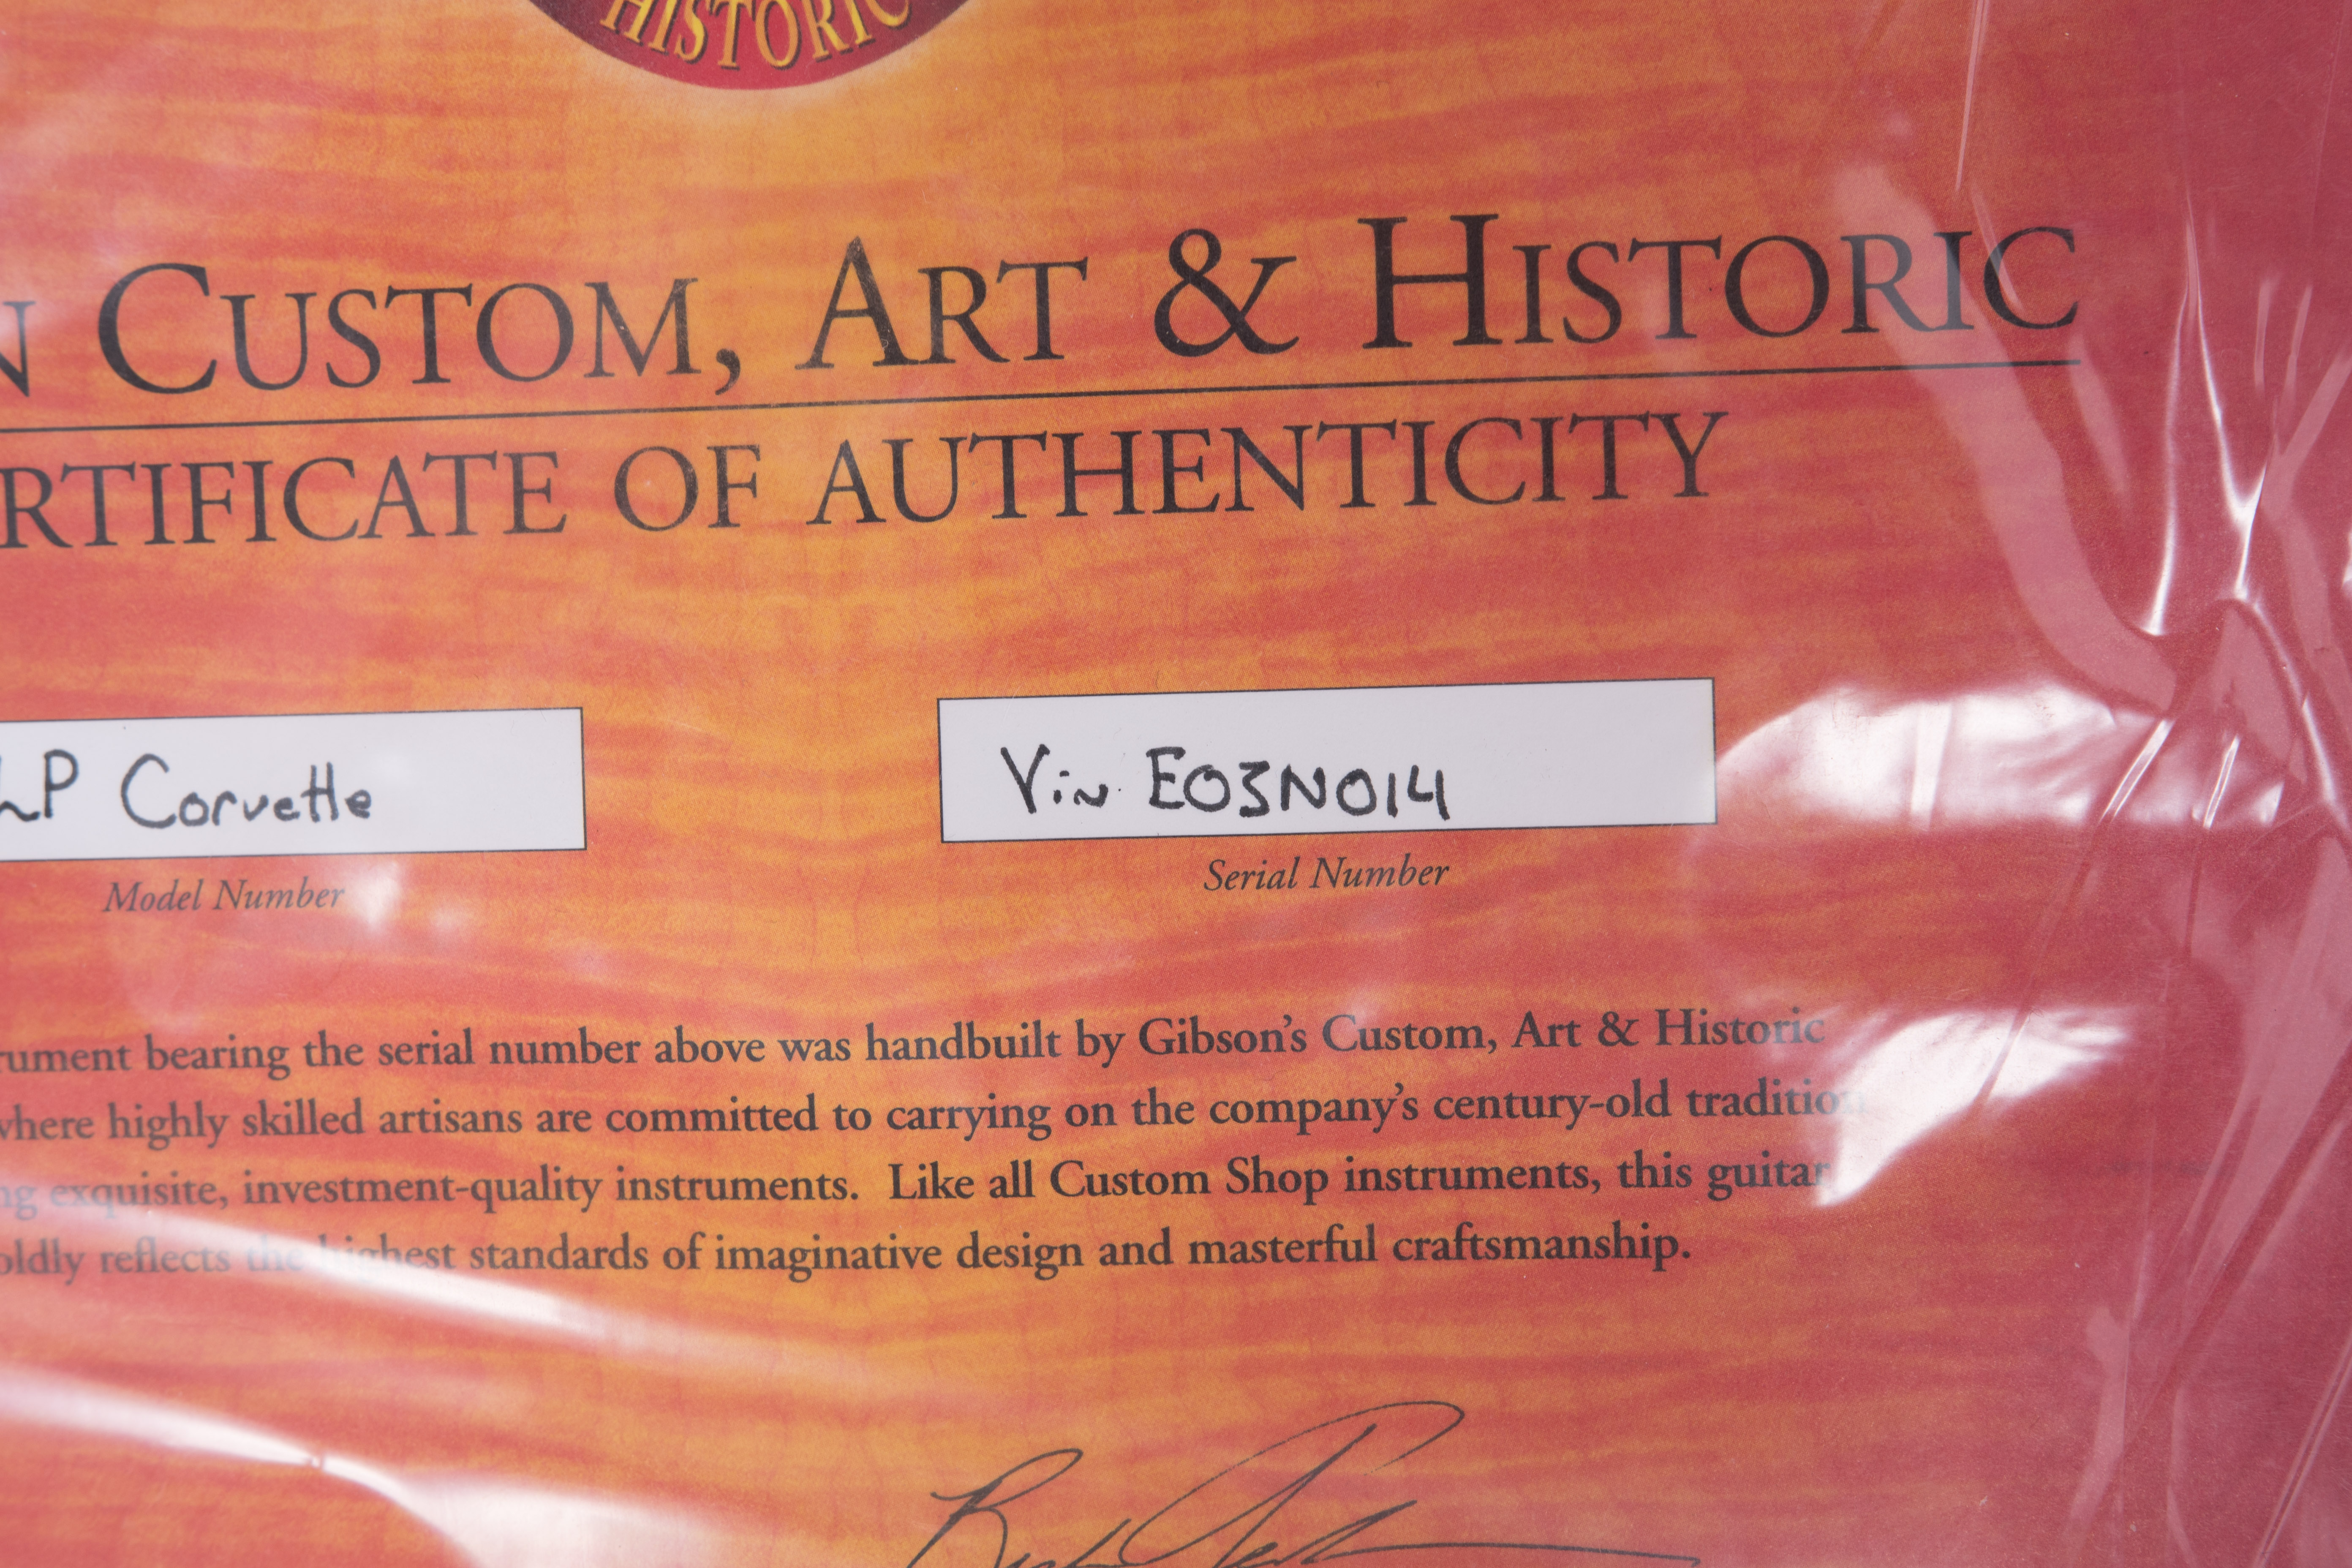 HISTORIC
N CUSTOM, ART & HISTORIC
RTIFICATE OF AUTHENTICITY
LP Corvette
Vin E03N014
Model Number
Serial Number
rument bearing the serial number above was handbuilt by Gibson's Custom, Art & Historic
where highly skilled artisans are committed to carrying on the company's century-old tradition
ng exquisite, investment-quality instruments. Like all Custom Shop instruments, this guitar
oldly reflects the highest standards of imaginative design and masterful craftsmanship.